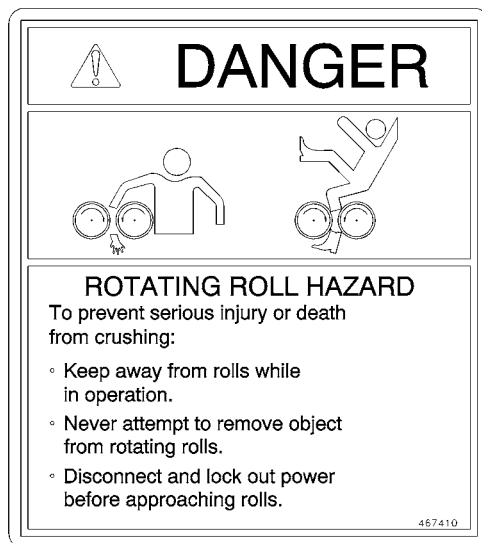 DANGER
ROTATING ROLL HAZARD
To prevent serious injury or death
from crushing:
◦ Keep away from rolls while
in operation.
◦ Never attempt to remove object
from rotating rolls.
◦ Disconnect and lock out power
before approaching rolls.
467410